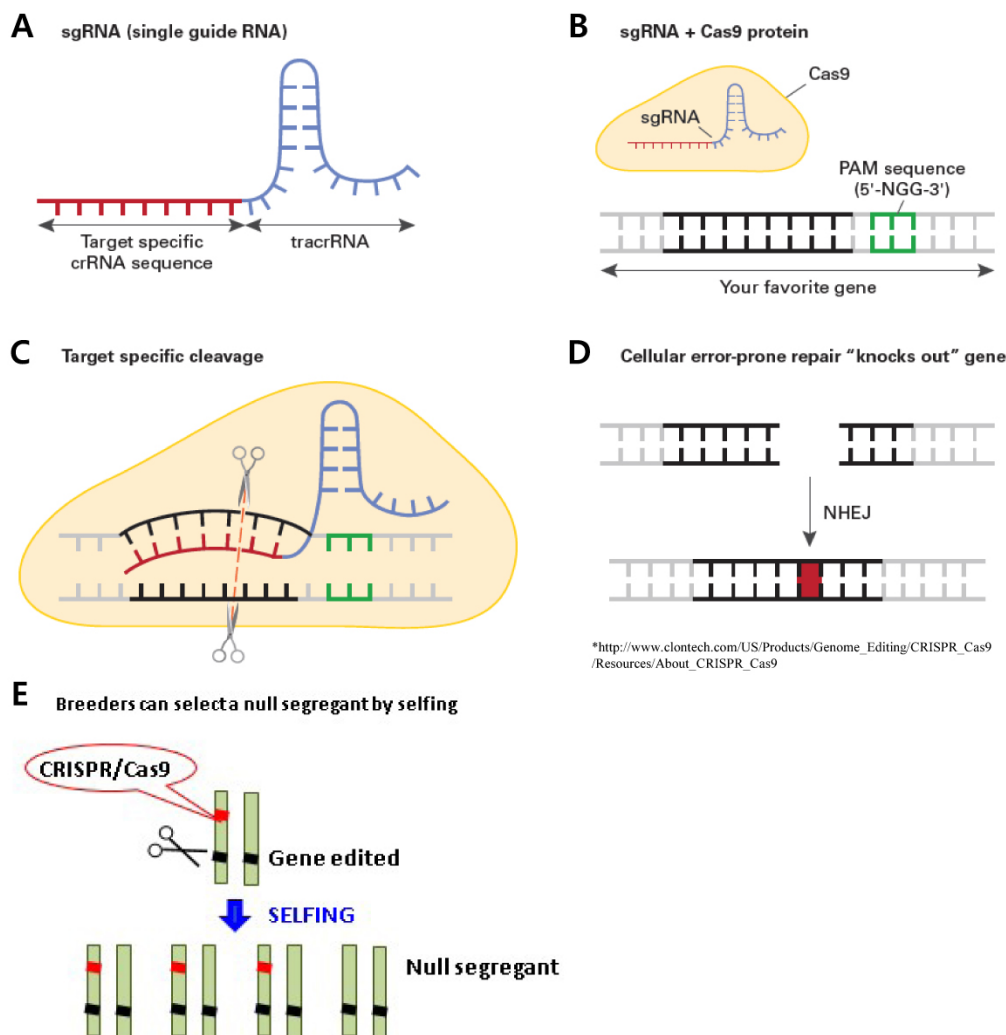 A
sgRNA (single guide RNA)
Target specific
crRNA sequence
tracrRNA
B
sgRNA + Cas9 protein
Cas9
sgRNA
PAM sequence
(5'-NGG-3')
Your favorite gene
C
Target specific cleavage
D
Cellular error-prone repair “knocks out” gene
NHEJ
*http://www.clontech.com/US/Products/Genome_Editing/CRISPR_Cas9
/Resources/About_CRISPR_Cas9
E
Breeders can select a null segregant by selfing
CRISPR/Cas9
Gene edited
SELFING
Null segregant